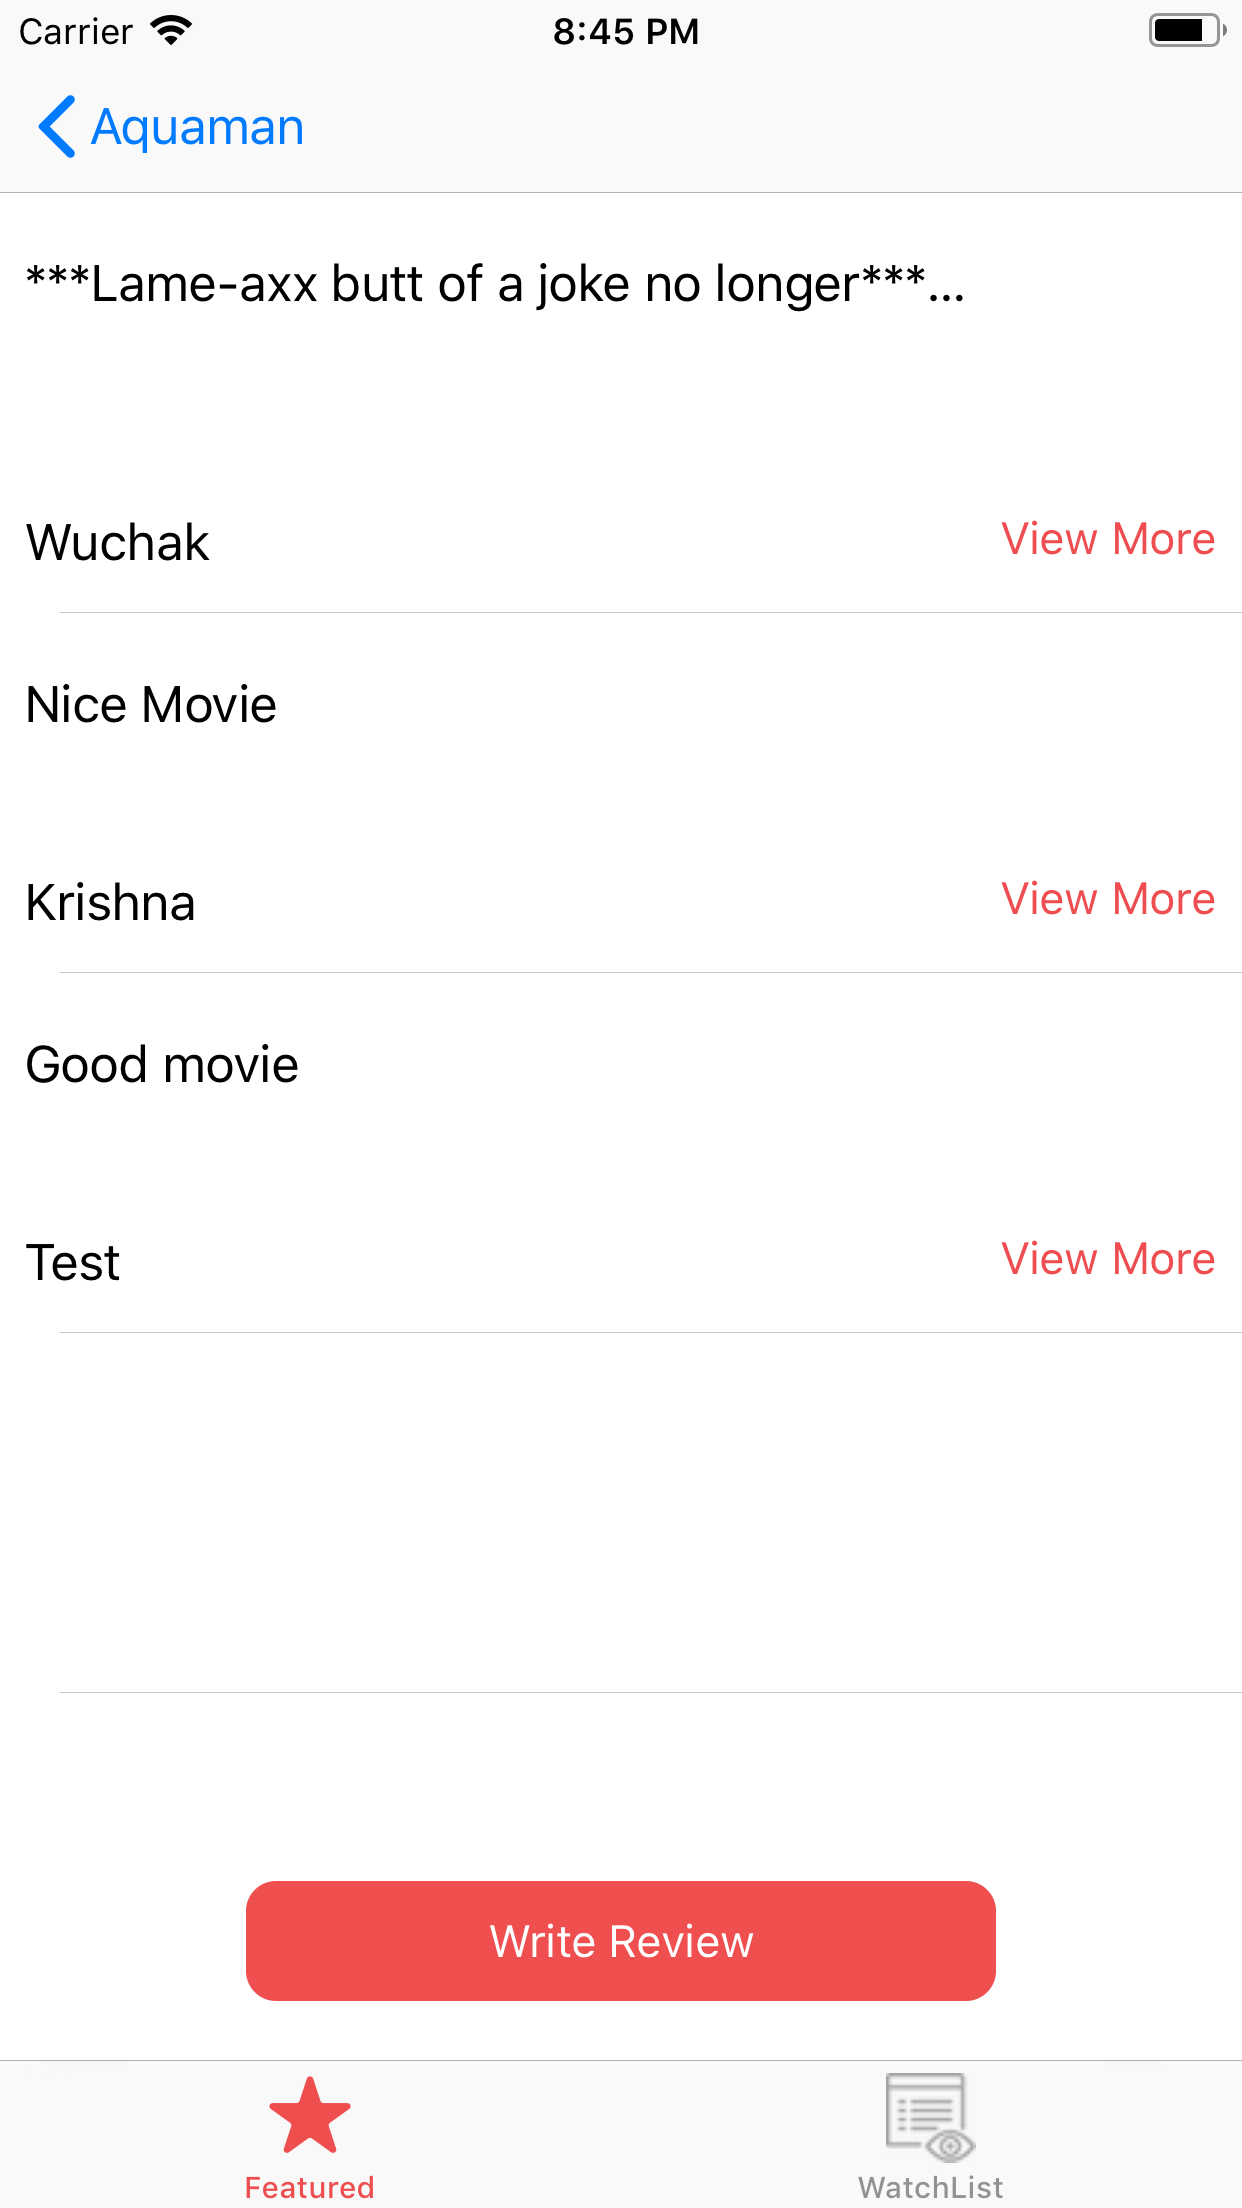 Carrier 8:45 PM
Aquaman
***Lame-axx butt of a joke no longer***...
Wuchak View More
Nice Movie
Krishna View More
Good movie
Test View More
Write Review
Featured WatchList